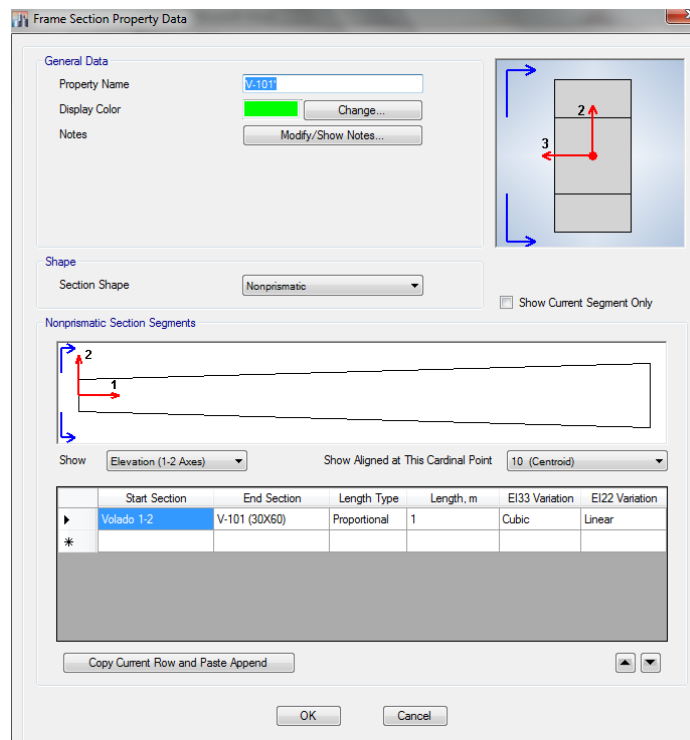 Frame Section Property Data
General Data
Property Name V-101'
Display Color Change...
Notes Modify/Show Notes...
2
3
Shape
Section Shape Nonprismatic
Show Current Segment Only
Nonprismatic Section Segments
2
1
Show Elevation (1-2 Axes) Show Aligned at This Cardinal Point 10 (Centroid)
Start Section End Section Length Type Length, m EI33 Variation EI22 Variation
Volado 1-2 V-101 (30X60) Proportional 1 Cubic Linear
Copy Current Row and Paste Append
OK Cancel